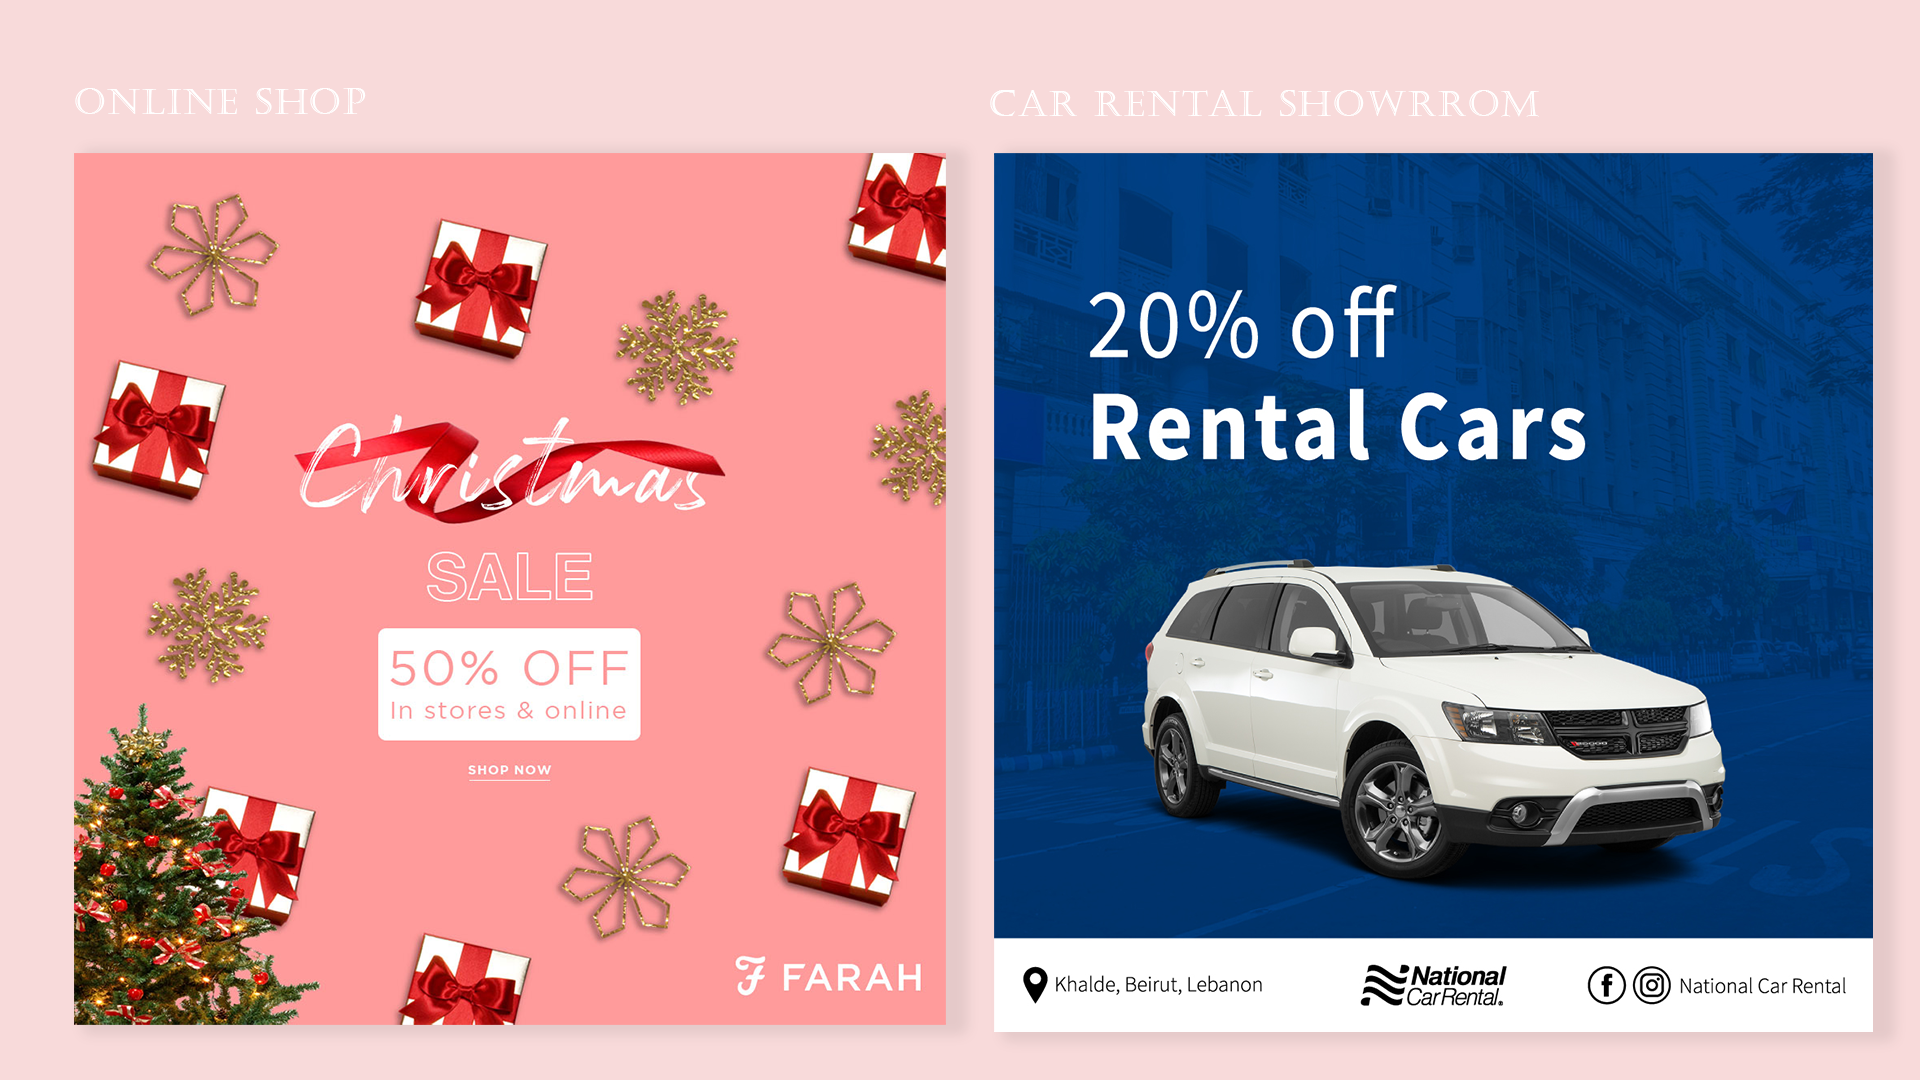 ONLINE SHOP
CAR RENTAL SHOWRROM
Christmas
SALE
50% OFF
In stores & online
SHOP NOW
FARAH
20% off
Rental Cars
Khalde, Beirut, Lebanon
National
Car Rental.
National Car Rental